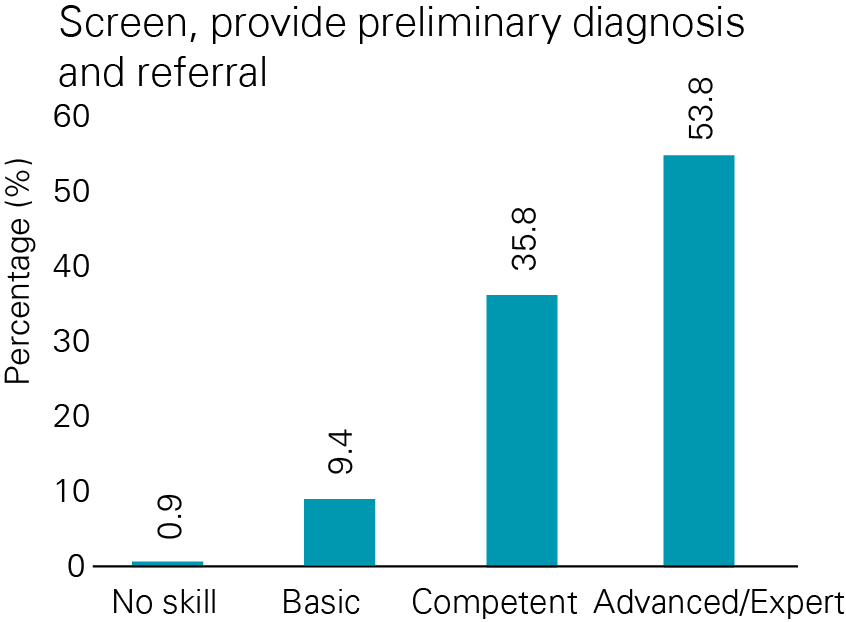 Screen, provide preliminary diagnosis
and referral
Percentage (%)
60
50
40
30
20
10
0
0.9
9.4
35.8
53.8
No skill Basic Competent Advanced/Expert